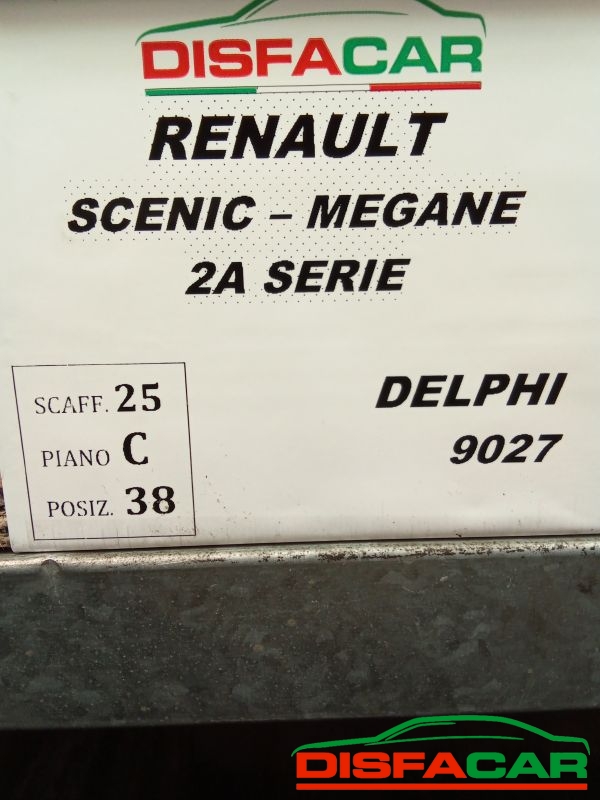 DISFACAR
RENAULT
SCENIC – MEGANE
2A SERIE
DELPHI
9027
SCAFF. 25
PIANO C
POSIZ. 38
DISFACAR